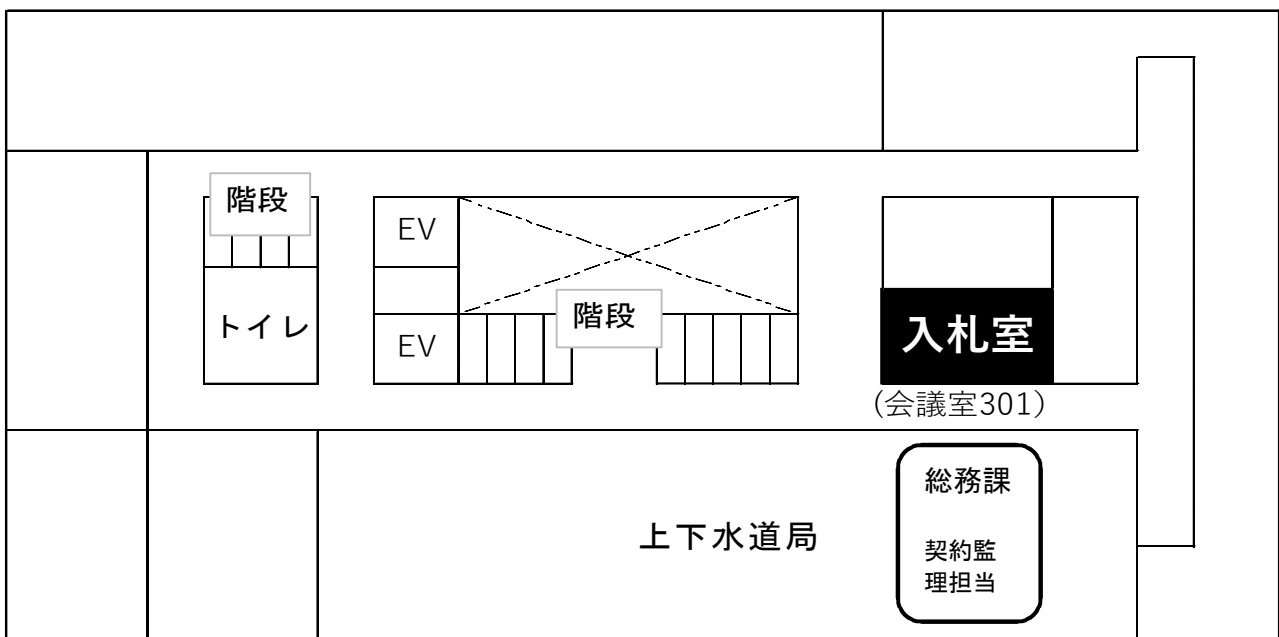 階段
EV
トイレ
EV
階段
入札室
(会議室301)
総務課
上下水道局
契約監
理担当